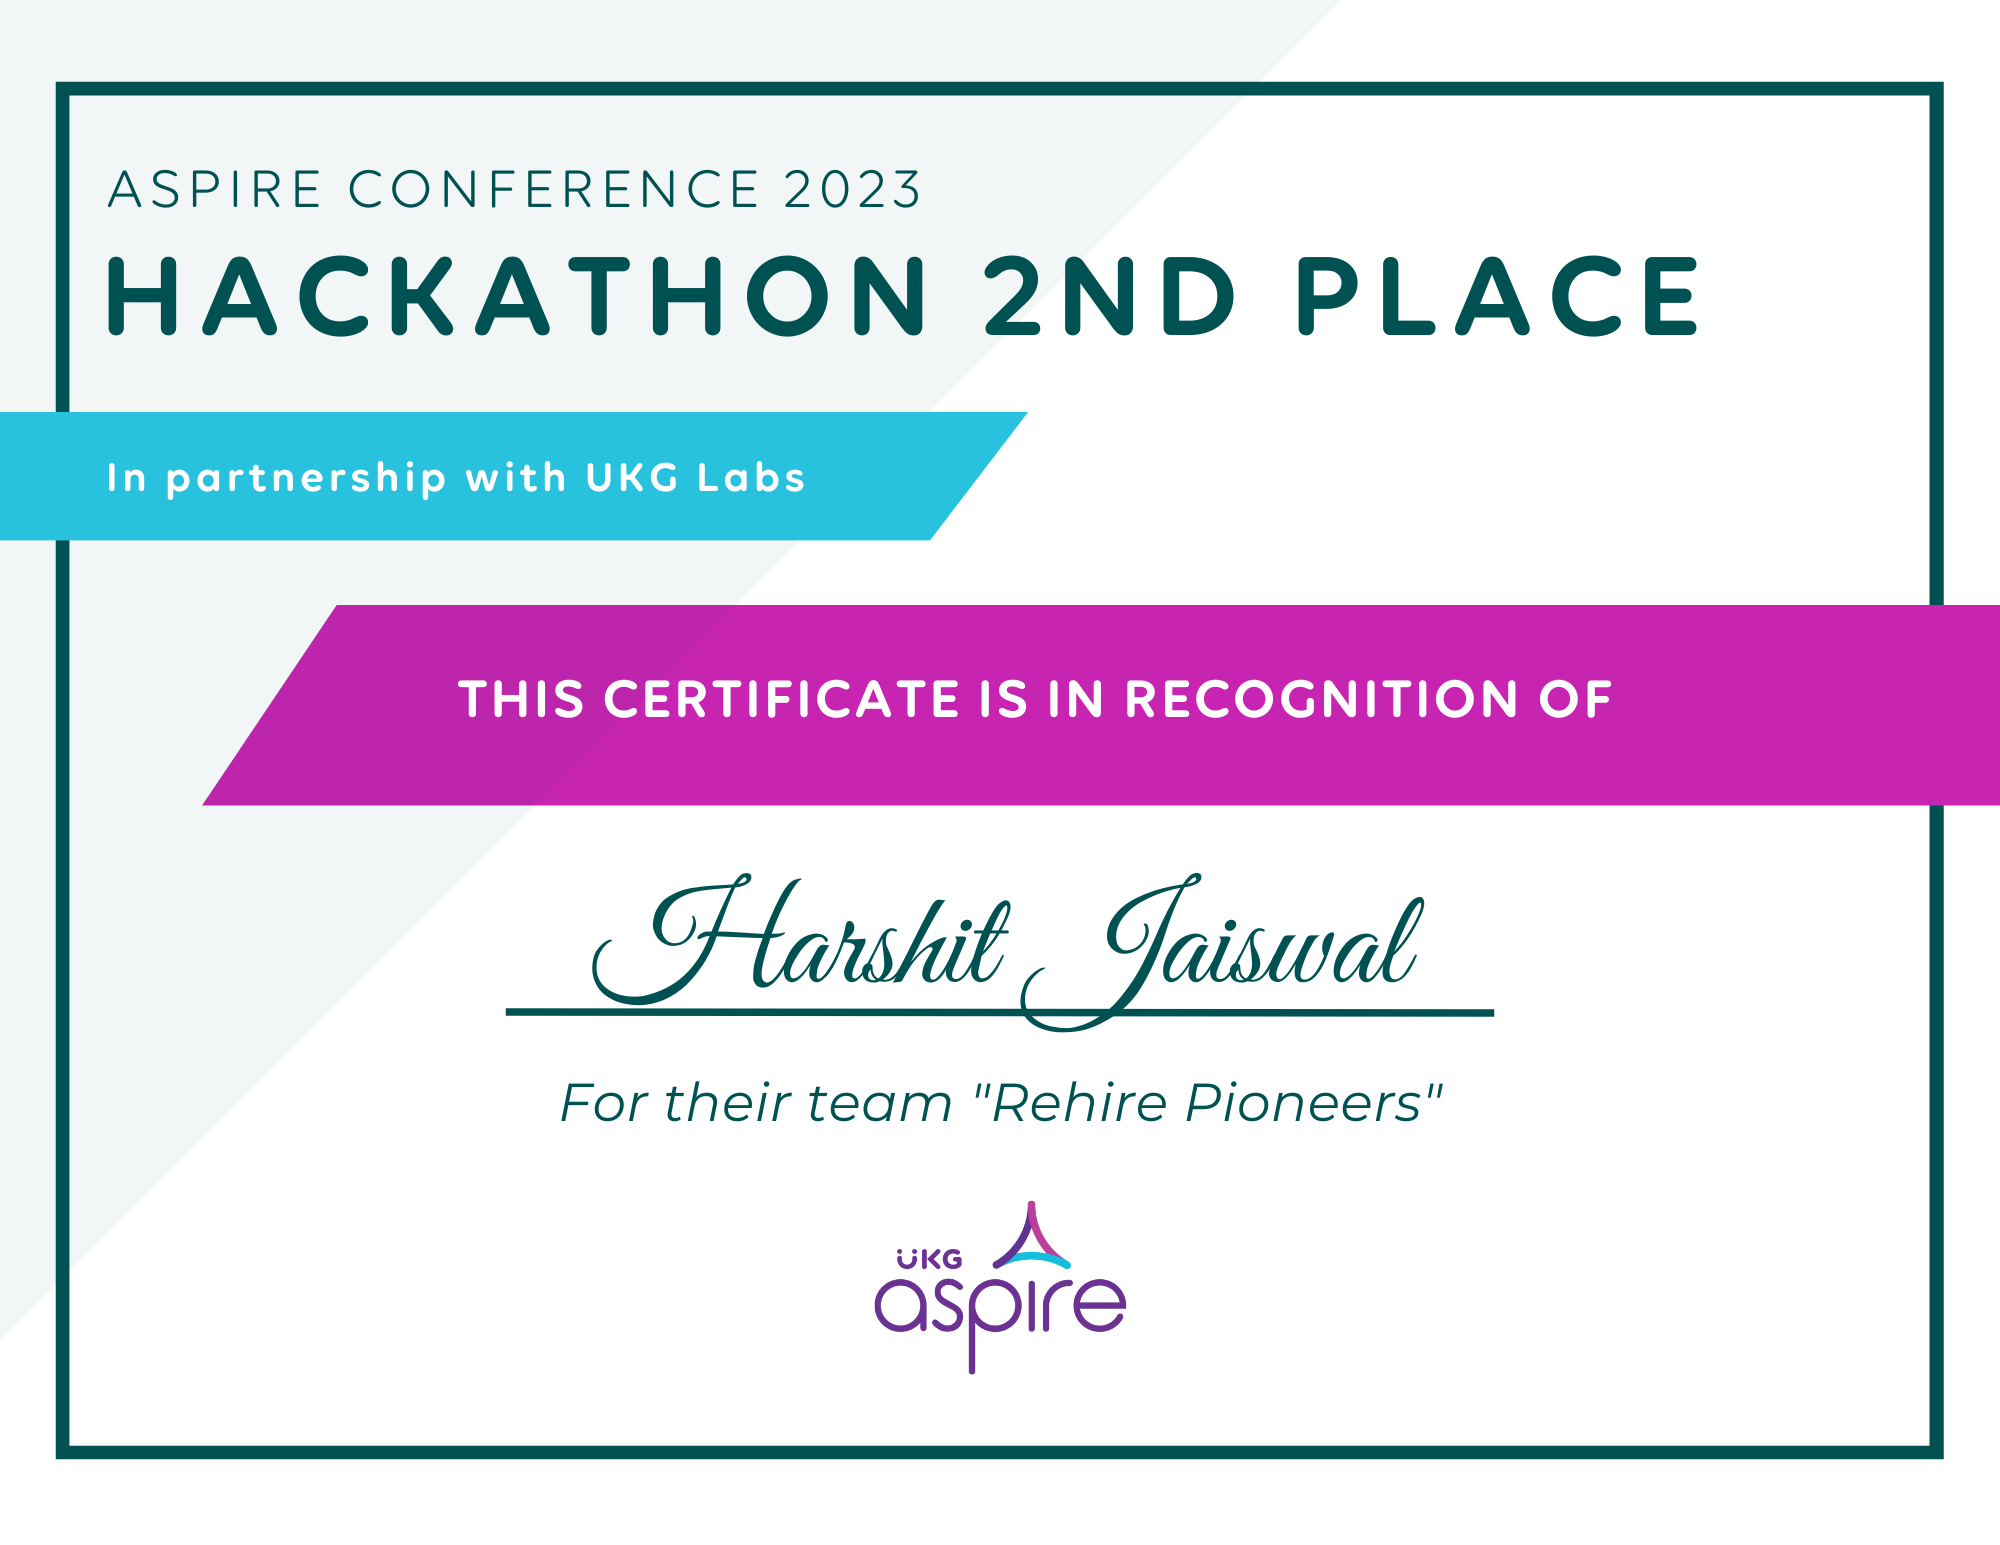 ASPIRE CONFERENCE 2023
HACKATHON 2ND PLACE
In partnership with UKG Labs
THIS CERTIFICATE IS IN RECOGNITION OF
Harshit Jaiswal
For their team "Rehire Pioneers"
UKG
aspire